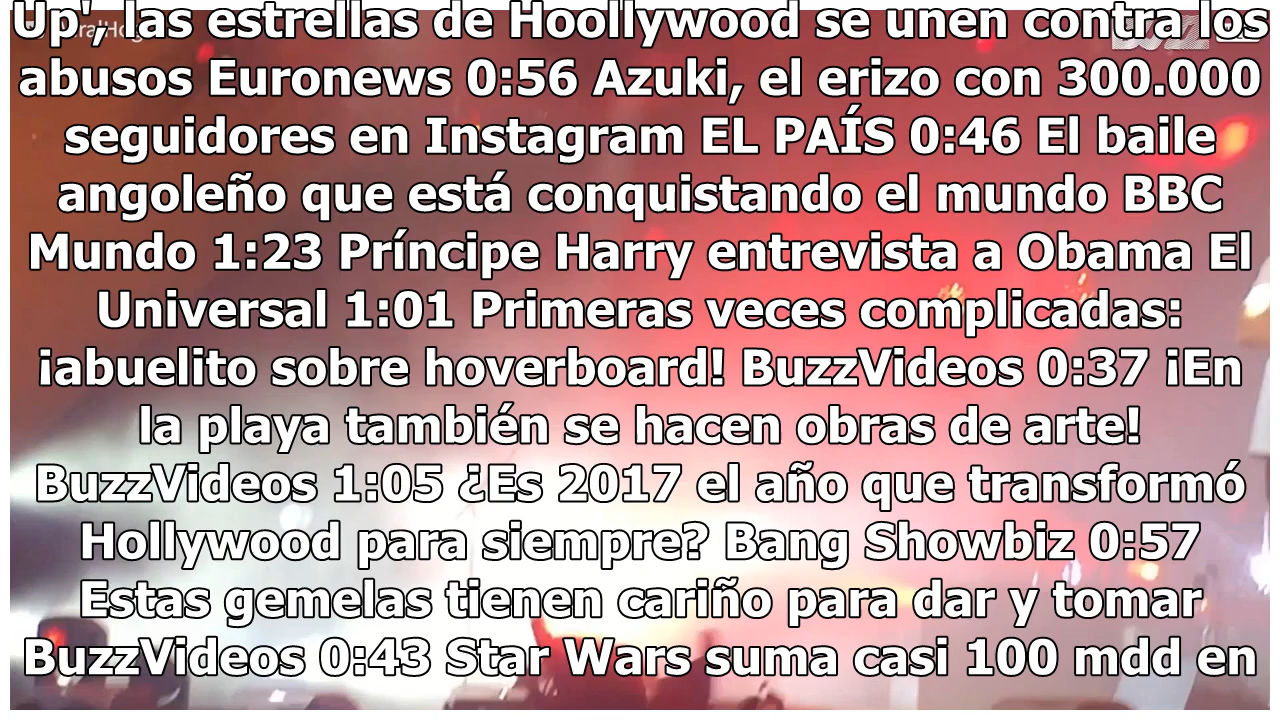 Up', las estrellas de Hoollywood se unen contra los
abusos Euronews 0:56 Azuki, el erizo con 300.000
seguidores en Instagram EL PAÍS 0:46 El baile
angoleño que está conquistando el mundo BBC
Mundo 1:23 Príncipe Harry entrevista a Obama El
Universal 1:01 Primeras veces complicadas:
¡abuelito sobre hoverboard! BuzzVideos 0:37 ¡En
la playa también se hacen obras de arte!
BuzzVideos 1:05 ¿Es 2017 el año que transformó
Hollywood para siempre? Bang Showbiz 0:57
Estas gemelas tienen cariño para dar y tomar
BuzzVideos 0:43 Star Wars suma casi 100 mdd en